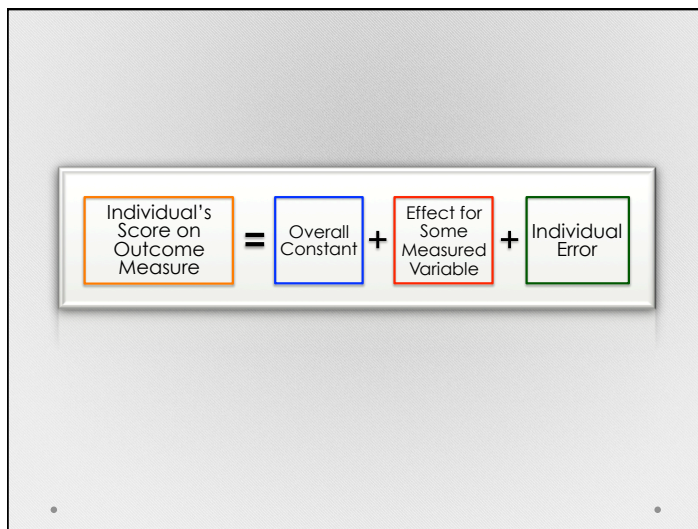 Individual's
Score on
Outcome
Measure
=
Overall
Constant
+
Effect for
Some
Measured
Variable
+
Individual
Error